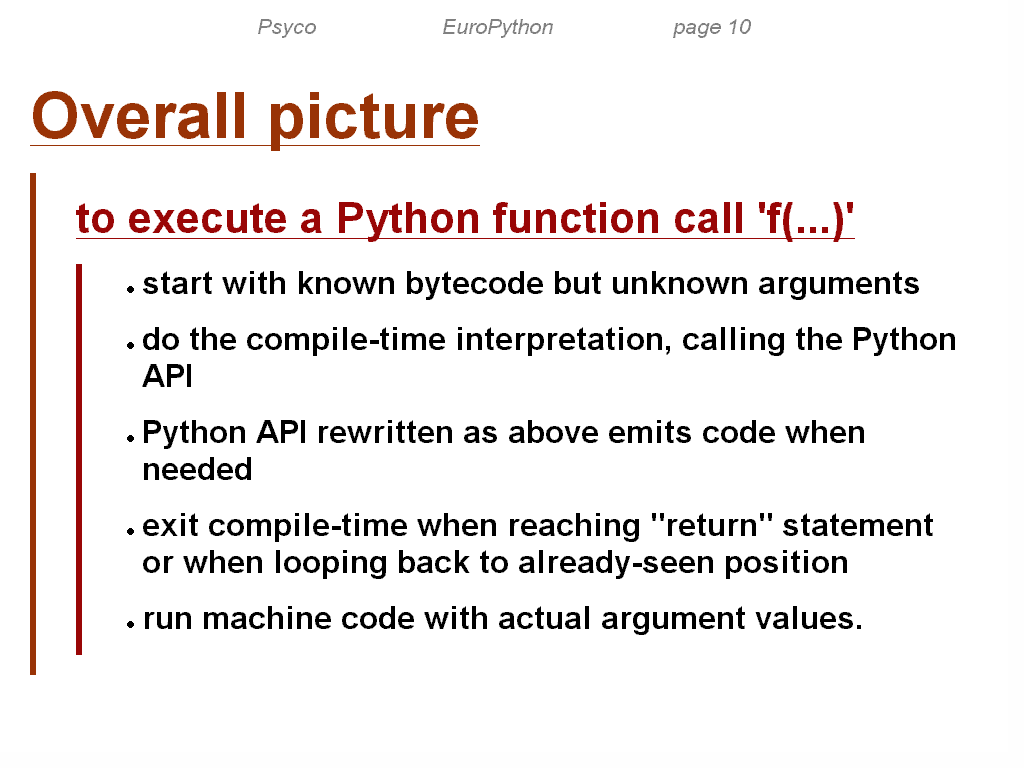 Psyco EuroPython page 10
Overall picture
to execute a Python function call 'f(...)'
start with known bytecode but unknown arguments
do the compile-time interpretation, calling the Python
API
Python API rewritten as above emits code when
needed
exit compile-time when reaching "return" statement
or when looping back to already-seen position
run machine code with actual argument values.